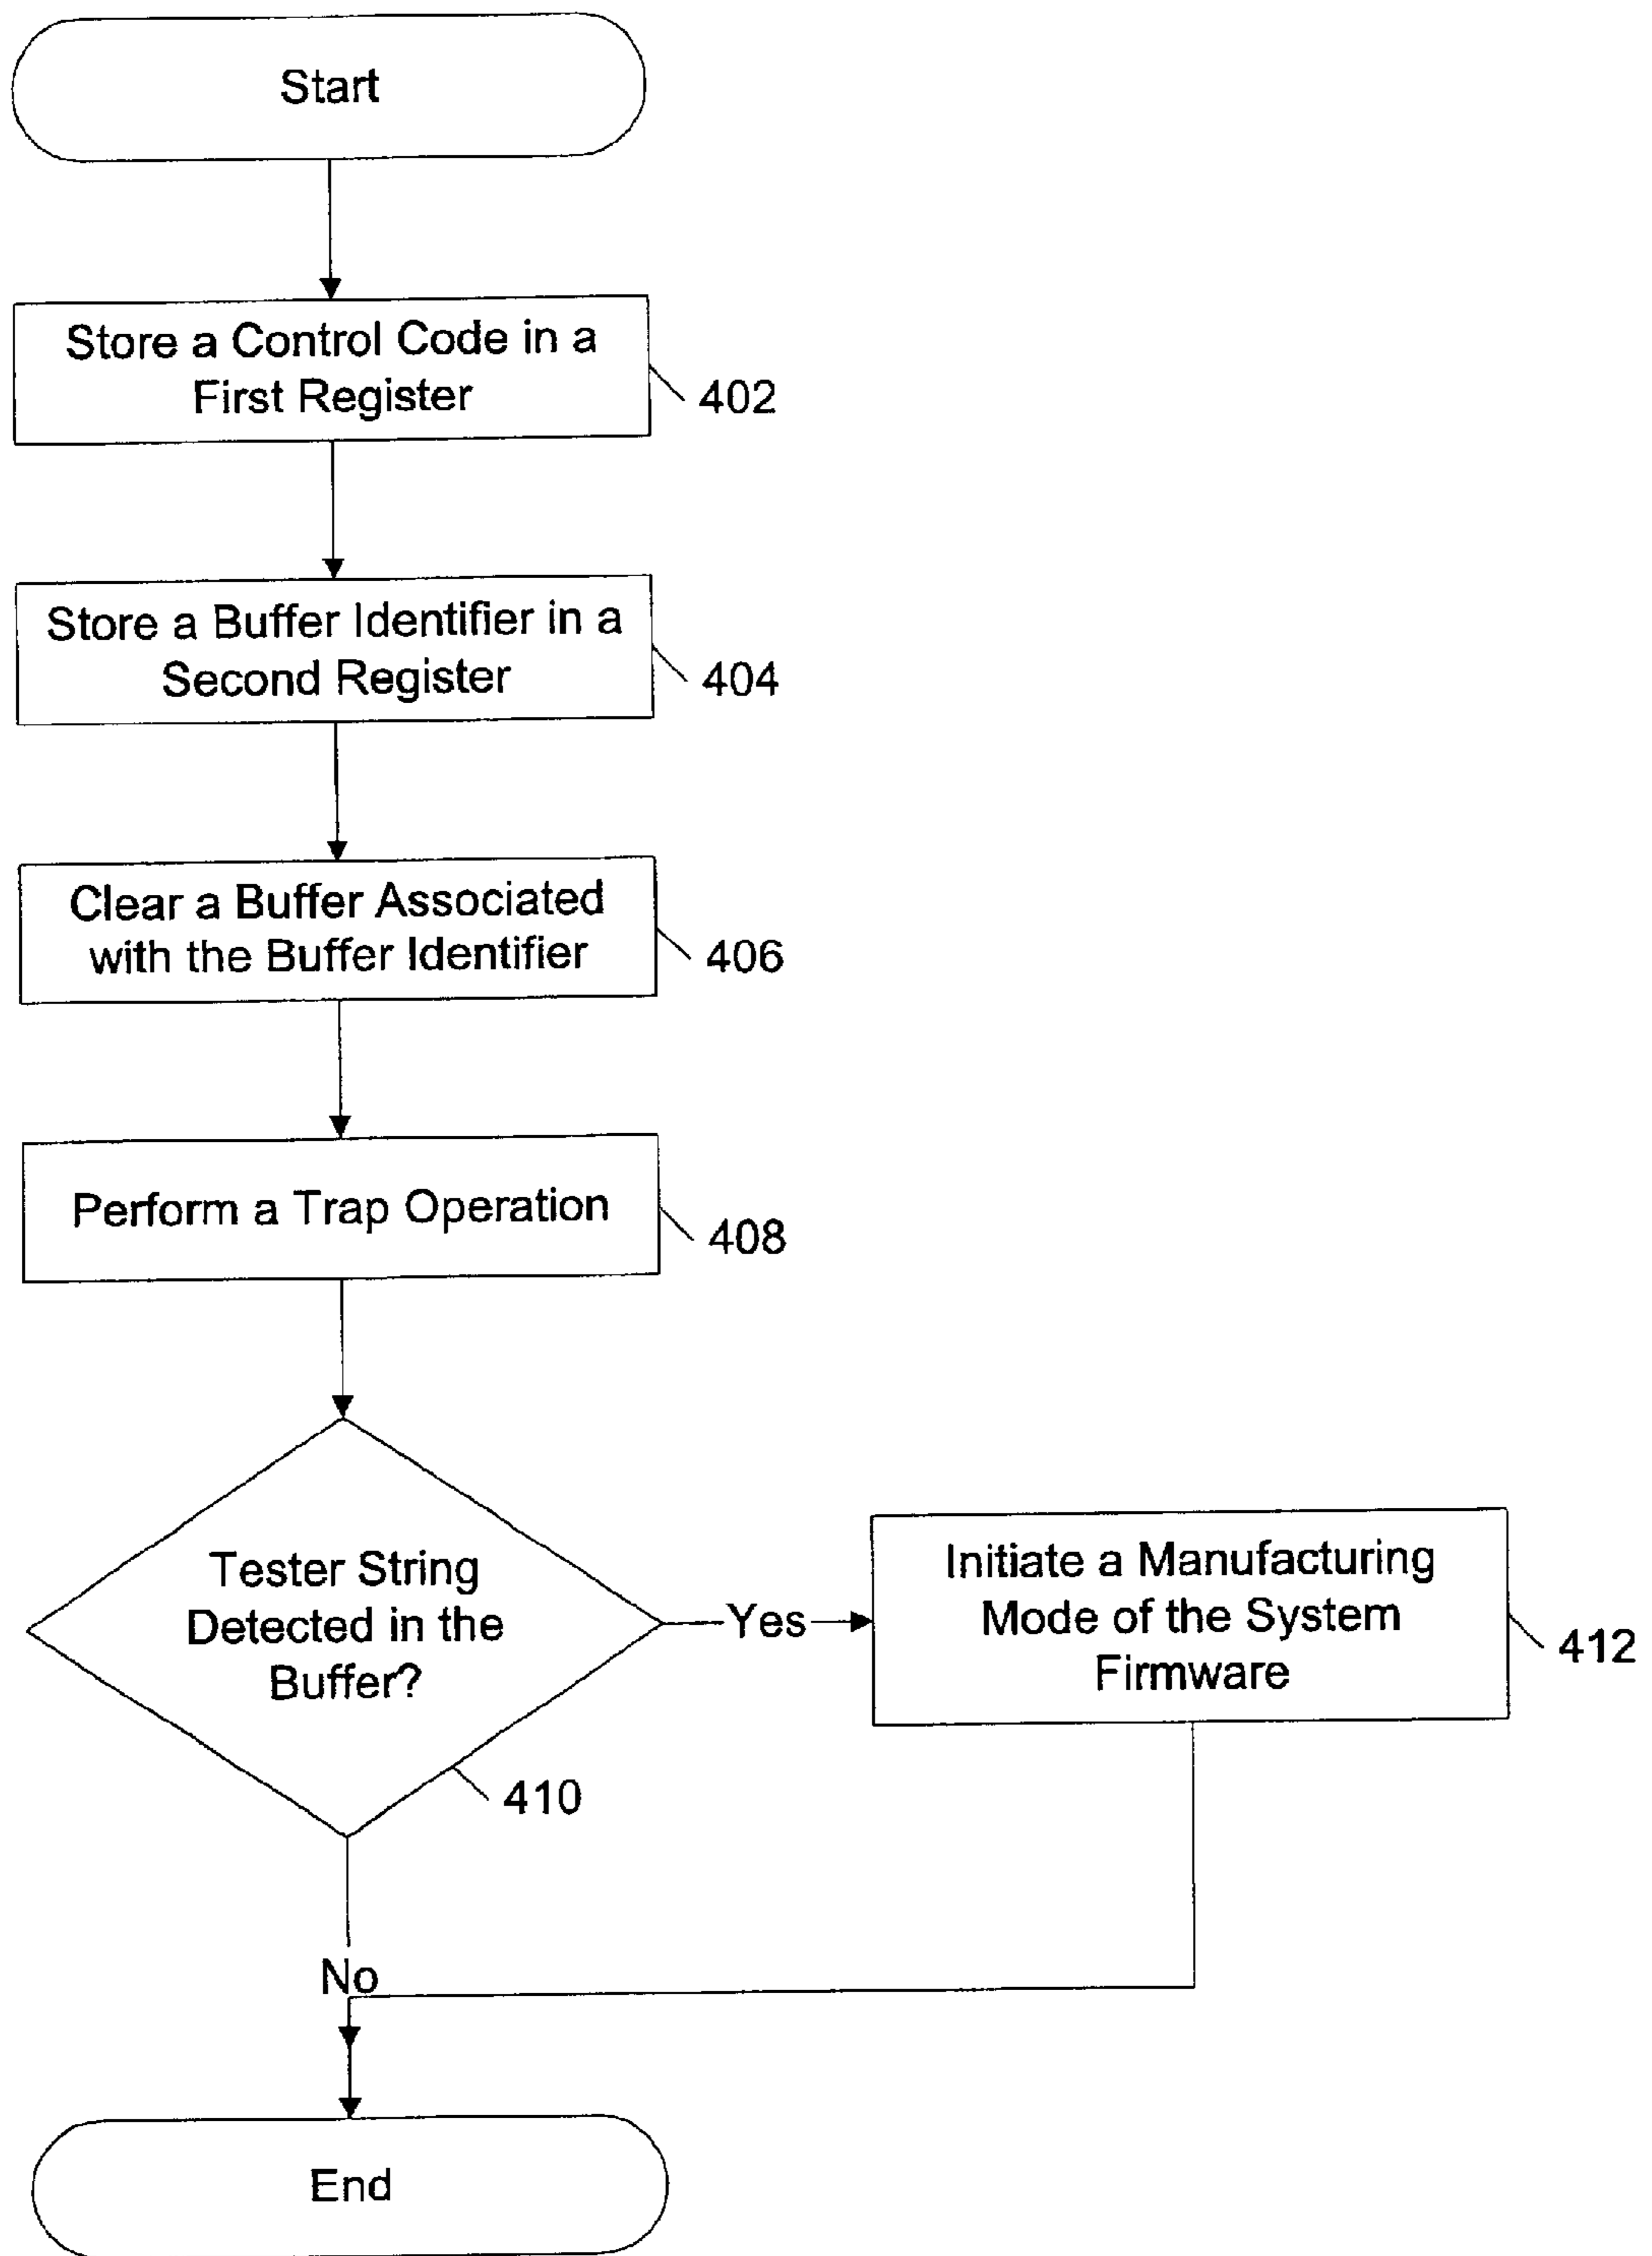 Start
Store a Control Code in a
First Register
402
Store a Buffer Identifier in a
Second Register
404
Clear a Buffer Associated
with the Buffer Identifier
406
Perform a Trap Operation
408
Tester String
Detected in the
Buffer?
410
Yes
Initiate a Manufacturing
Mode of the System
Firmware
412
No
End